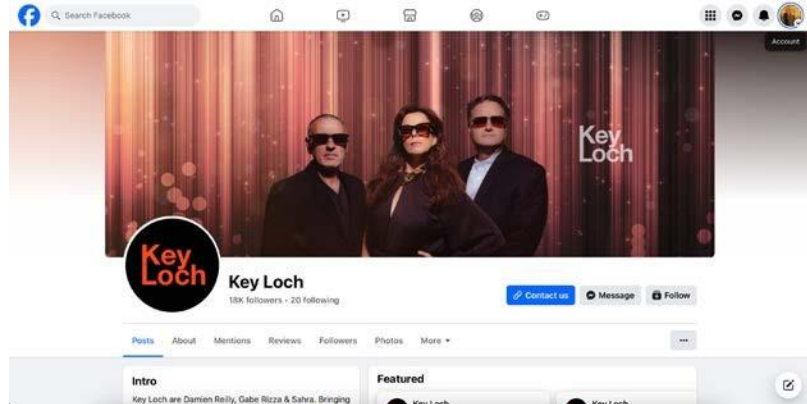 Search Facebook
Account
Key
Loch
Key
Loch
Key Loch
18K followers • 20 following
Contact us
Message
Follow
Posts
About
Mentions
Reviews
Followers
Photos
More
Intro
Key Loch are Damien Reilly, Gabe Rizza & Sahra. Bringing
Featured
Key Loch
Key Loch